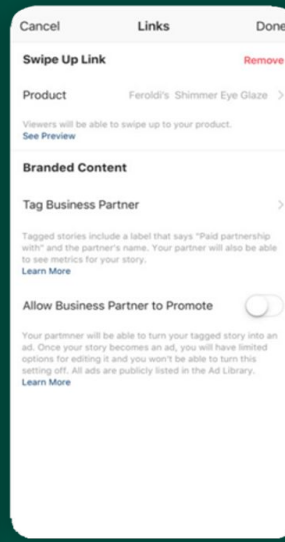 Cancel Links Done
Swipe Up Link Remove
Product Feroldi's Shimmer Eye Glaze >
Viewers will be able to swipe up to your product.
See Preview
Branded Content
Tag Business Partner >
Tagged stories include a label that says "Paid partnership
with" and the partner's name. Your partner will also be able
to see metrics for your story.
Learn More
Allow Business Partner to Promote
Your partmner will be able to turn your tagged story into an
ad. Once your story becomes an ad, you will have limited
options for editing it and you won't be able to turn this
setting off. All ads are publicly listed in the Ad Library.
Learn More